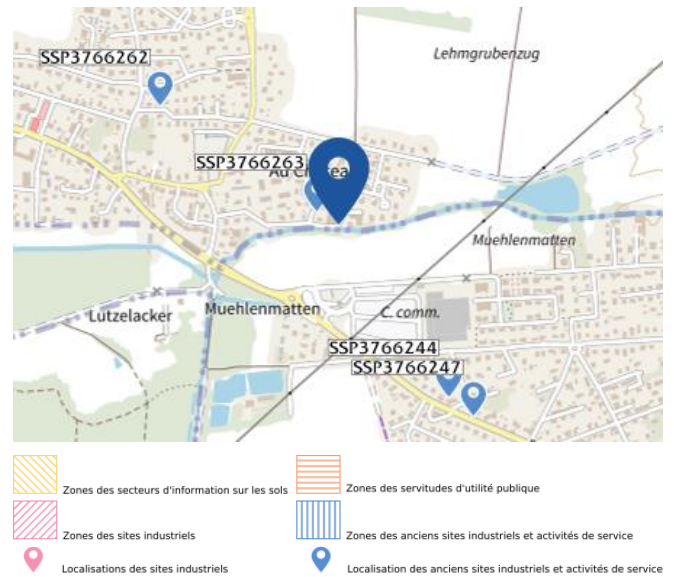 SSP3766262
Lehmgrubenzug
SSP3766263
Muehlenmatten
Lutzelacker
Muehlenmatten
C. comm.
SSP3766244
SSP3766247
Zones des secteurs d'information sur les sols
Zones des servitudes d'utilité publique
Zones des sites industriels
Zones des anciens sites industriels et activités de service
Localisations des sites industriels
Localisation des anciens sites industriels et activités de service